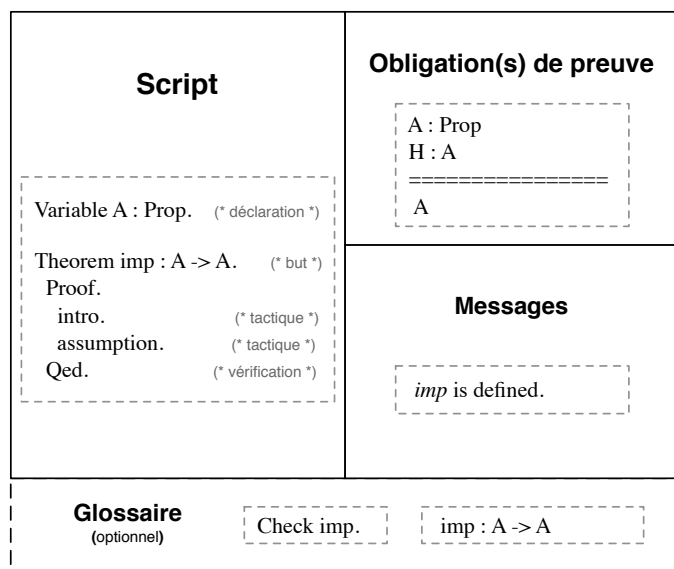 Script
Variable A : Prop. (* déclaration *)
Theorem imp : A -> A. (* but *)
Proof.
intro. (* tactique *)
assumption. (* tactique *)
Qed. (* vérification *)
Obligation(s) de preuve
A : Prop
H : A
================
A
Messages
imp is defined.
Glossaire
(optionnel)
Check imp.
imp : A -> A